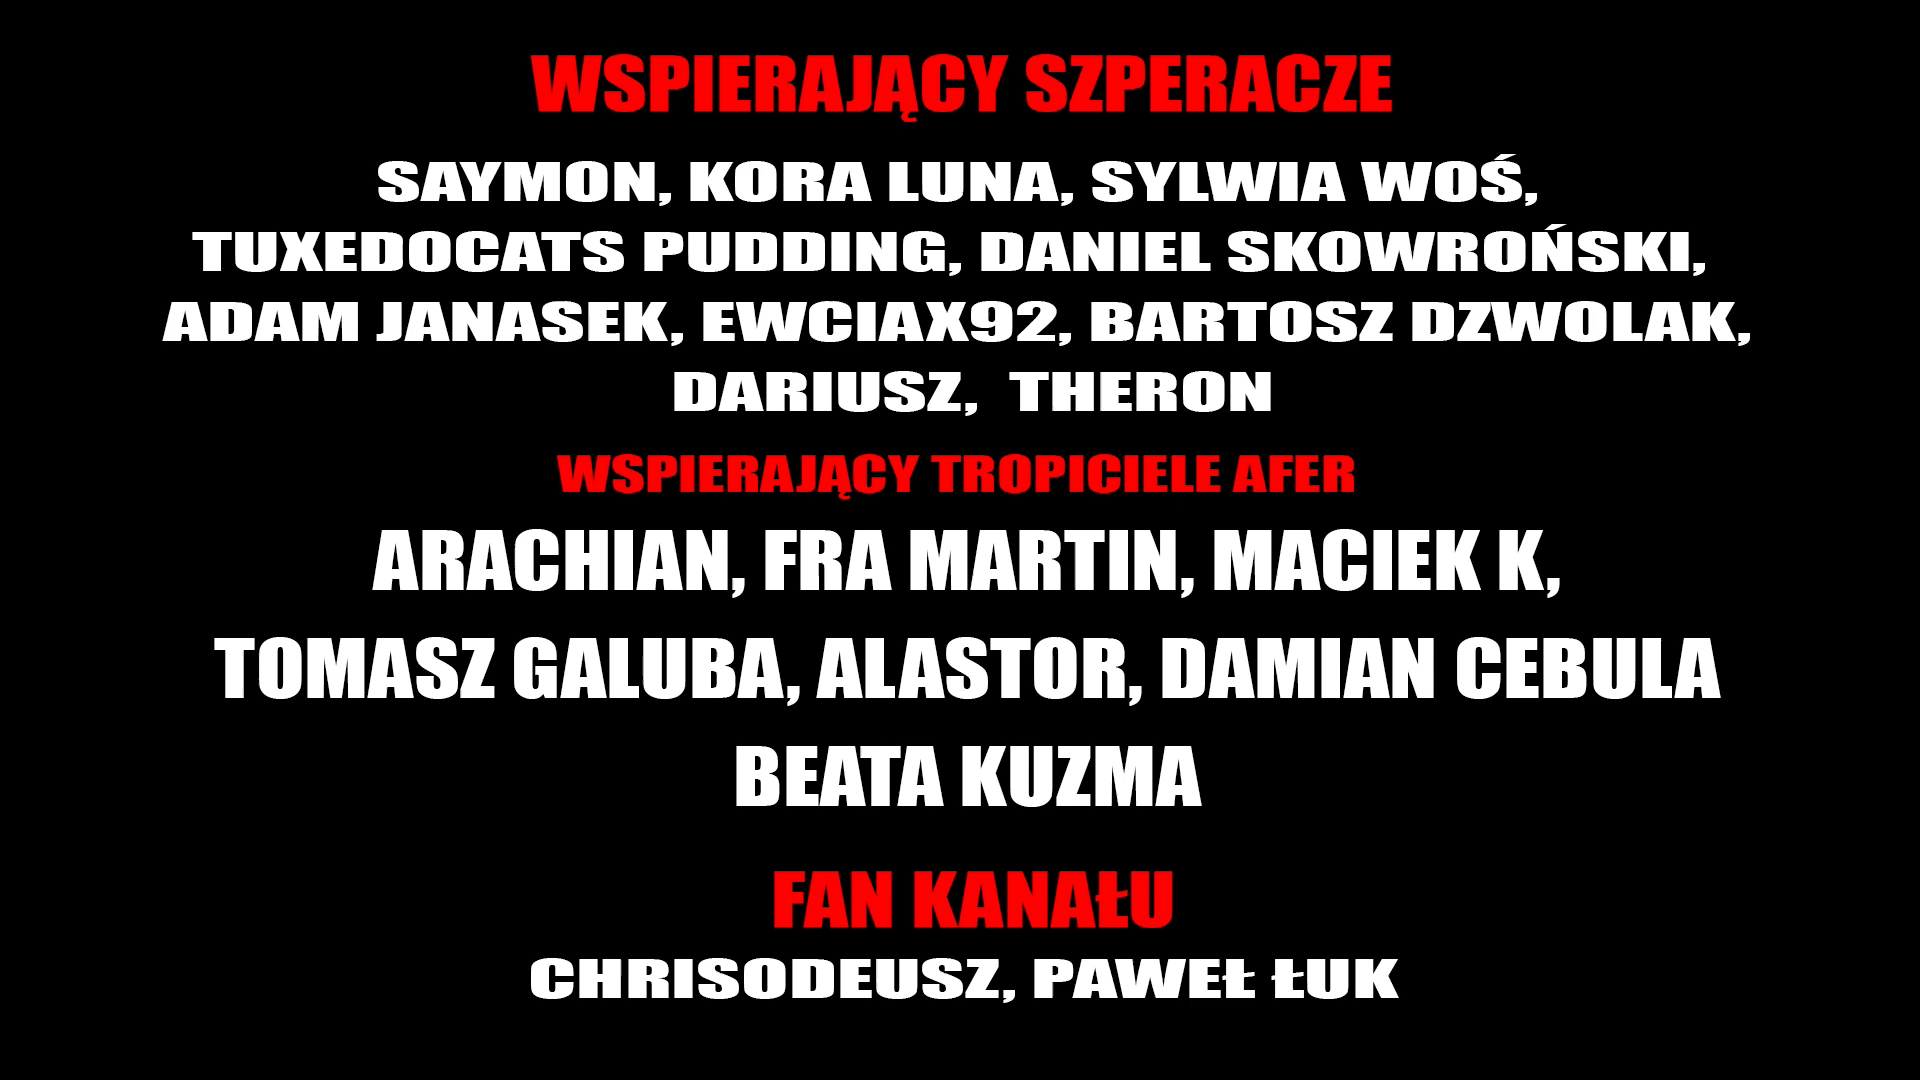 WSPIERAJĄCY SZPERACZE
SAYMON, KORA LUNA, SYLWIA WOŚ,
TUXEDOCATS PUDDING, DANIEL SKOWROŃSKI,
ADAM JANASEK, EWCIAX92, BARTOSZ DZWOLAK,
DARIUSZ, THERON
WSPIERAJĄCY TROPICIELE AFER
ARACHIAN, FRA MARTIN, MACIEK K,
TOMASZ GALUBA, ALASTOR, DAMIAN CEBULA
BEATA KUZMA
FAN KANAŁU
CHRISODEUSZ, PAWEŁ ŁUK